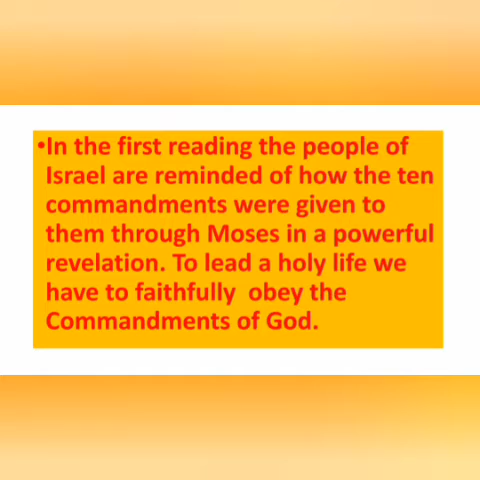 •In the first reading the people of
Israel are reminded of how the ten
commandments were given to
them through Moses in a powerful
revelation. To lead a holy life we
have to faithfully  obey the
Commandments of God.